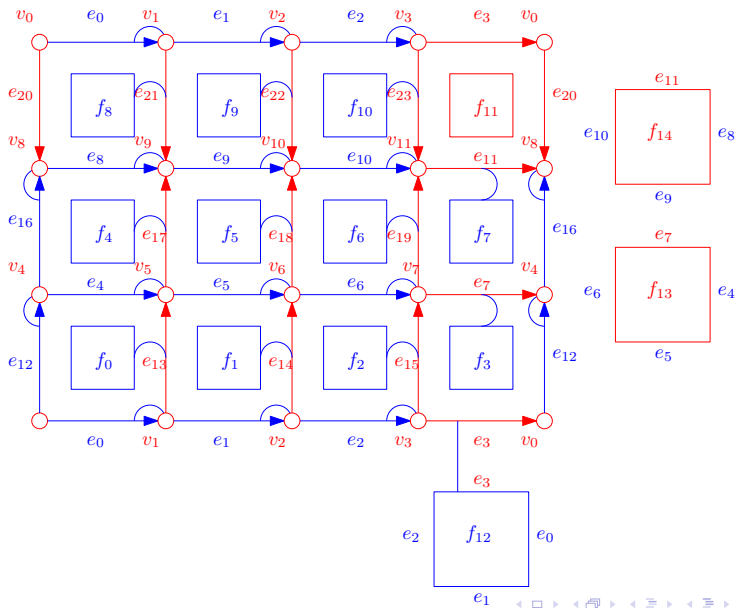 v₀ e₀ v₁ e₁ v₂ e₂ v₃ e₃ v₀
e₁₁
e₂₀ f₈ e₂₁ f₉ e₂₂ f₁₀ e₂₃ f₁₁ e₂₀
e₁₀ f₁₄ e₈
v₈ v₉ v₁₀ v₁₁ v₈
e₈ e₉ e₁₀ e₁₁
e₉
e₁₆ f₄ e₁₇ f₅ e₁₈ f₆ e₁₉ f₇ e₁₆
e₇
v₄ v₅ v₆ v₇ v₄
e₄ e₅ e₆ e₇
e₆ f₁₃ e₄
e₅
e₁₂ f₀ e₁₃ f₁ e₁₄ f₂ e₁₅ f₃ e₁₂
e₀ v₁ e₁ v₂ e₂ v₃ e₃ v₀
e₃
e₂ f₁₂ e₀
e₁